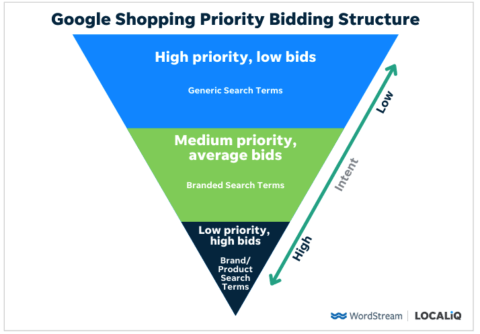 Google Shopping Priority Bidding Structure
High priority, low bids
Generic Search Terms
Medium priority,
average bids
Branded Search Terms
Low priority,
high bids
Brand/
Product
Search
Terms
Low
Intent
High
WordStream | LOCALiQ